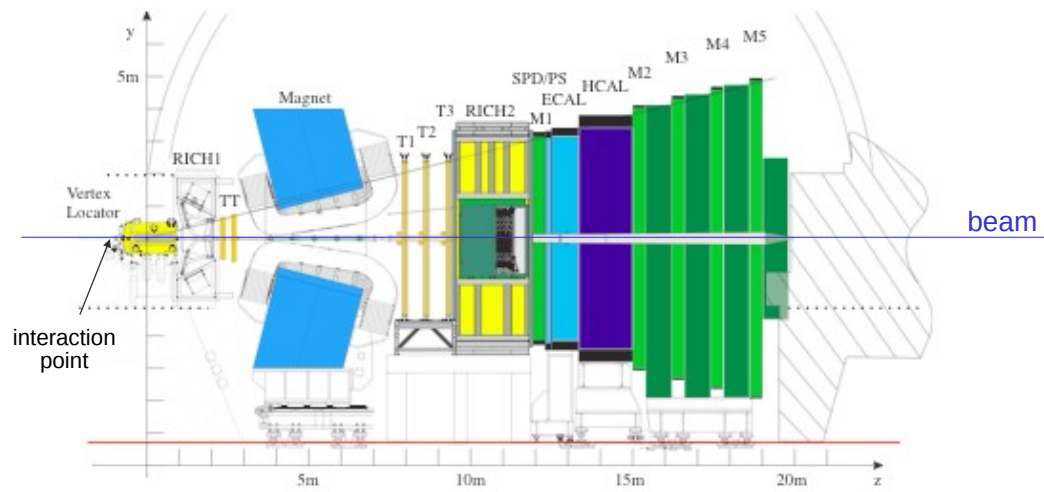 y
5m
Magnet
RICH1
Vertex
Locator
TT
T1
T2
T3
RICH2
M1
SPD/PS
ECAL
HCAL
M2
M3
M4
M5
beam
interaction
point
5m
10m
15m
20m
z